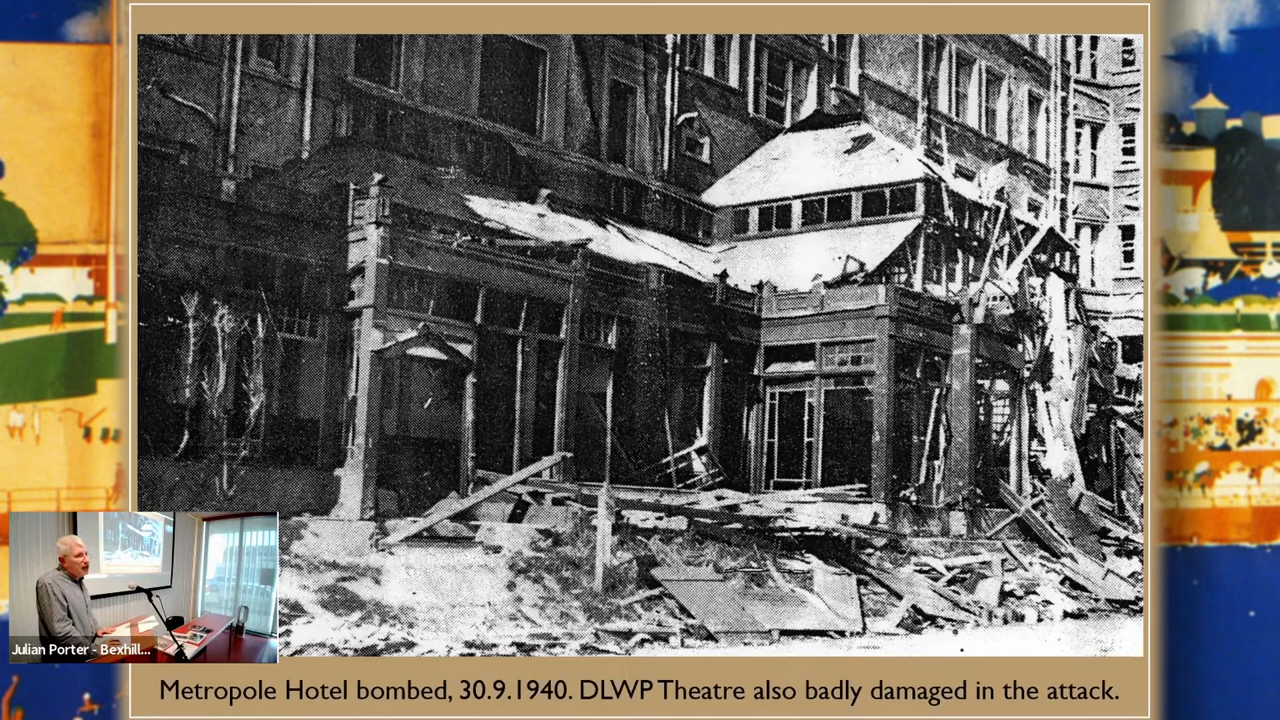 Julian Porter - Bexhill...
Metropole Hotel bombed, 30.9.1940. DLWP Theatre also badly damaged in the attack.